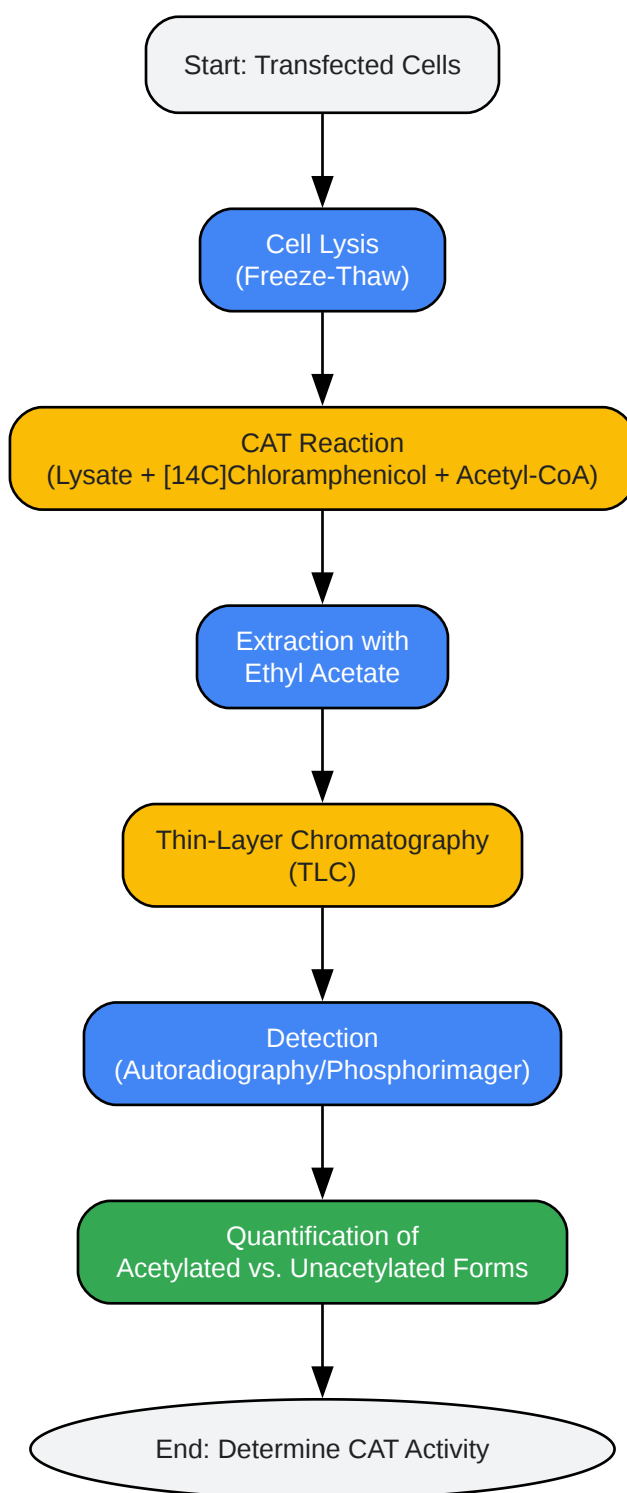 Start: Transfected Cells
Cell Lysis
(Freeze-Thaw)
CAT Reaction
(Lysate + [14C]Chloramphenicol + Acetyl-CoA)
Extraction with
Ethyl Acetate
Thin-Layer Chromatography
(TLC)
Detection
(Autoradiography/Phosphorimager)
Quantification of
Acetylated vs. Unacetylated Forms
End: Determine CAT Activity